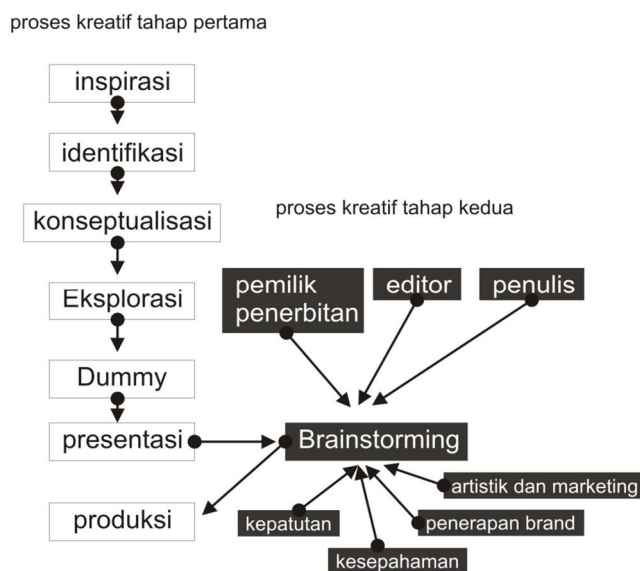 proses kreatif tahap pertama
inspirasi
identifikasi
konseptualisasi
Eksplorasi
Dummy
presentasi
produksi
proses kreatif tahap kedua
pemilik
penerbitan
editor
penulis
Brainstorming
artistik dan marketing
kepatutan
penerapan brand
kesepahaman